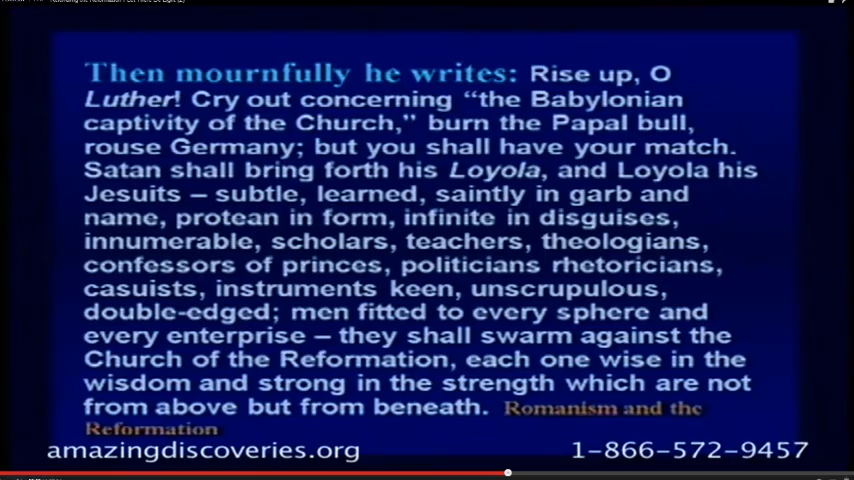 Then mournfully he writes: Rise up, O
Luther! Cry out concerning “the Babylonian
captivity of the Church,” burn the Papal bull,
rouse Germany; but you shall have your match.
Satan shall bring forth his Loyola, and Loyola his
Jesuits – subtle, learned, saintly in garb and
name, protean in form, infinite in disguises,
innumerable, scholars, teachers, theologians,
confessors of princes, politicians rhetoricians,
casuists, instruments keen, unscrupulous,
double-edged; men fitted to every sphere and
every enterprise – they shall swarm against the
Church of the Reformation, each one wise in the
wisdom and strong in the strength which are not
from above but from beneath. Romanism and the
Reformation
amazingdiscoveries.org 1-866-572-9457